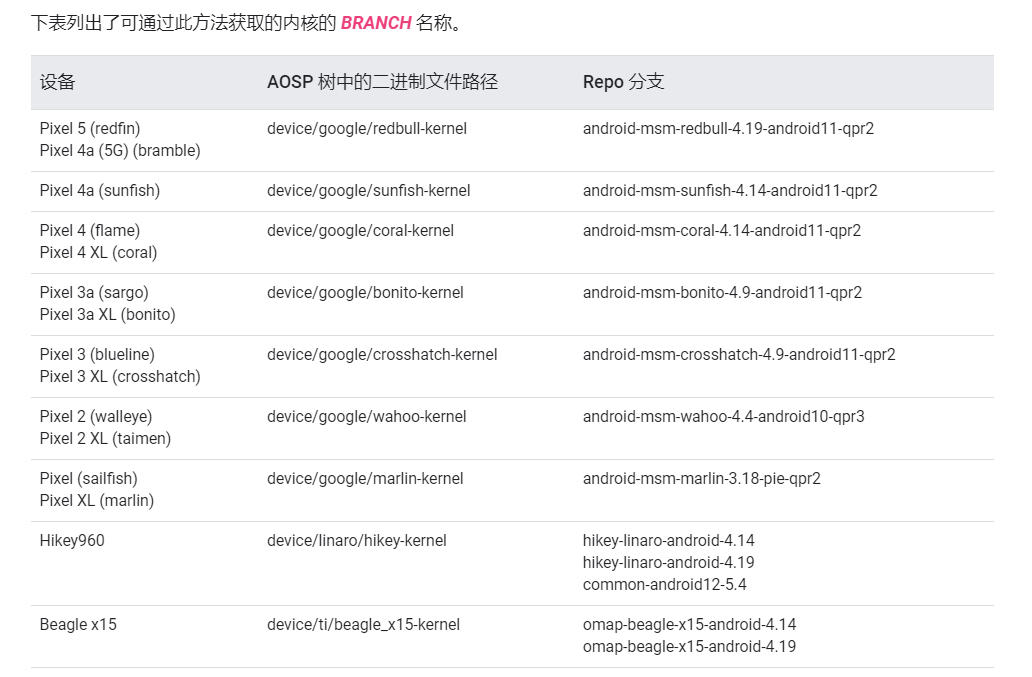 下表列出了可通过此方法获取的内核的 BRANCH 名称。
设备 AOSP 树中的二进制文件路径 Repo 分支
Pixel 5 (redfin) device/google/redbull-kernel android-msm-redbull-4.19-android11-qpr2
Pixel 4a (5G) (bramble)
Pixel 4a (sunfish) device/google/sunfish-kernel android-msm-sunfish-4.14-android11-qpr2
Pixel 4 (flame) device/google/coral-kernel android-msm-coral-4.14-android11-qpr2
Pixel 4 XL (coral)
Pixel 3a (sargo) device/google/bonito-kernel android-msm-bonito-4.9-android11-qpr2
Pixel 3a XL (bonito)
Pixel 3 (blueline) device/google/crosshatch-kernel android-msm-crosshatch-4.9-android11-qpr2
Pixel 3 XL (crosshatch)
Pixel 2 (walleye) device/google/wahoo-kernel android-msm-wahoo-4.4-android10-qpr3
Pixel 2 XL (taimen)
Pixel (sailfish) device/google/marlin-kernel android-msm-marlin-3.18-pie-qpr2
Pixel XL (marlin)
Hikey960 device/linaro/hikey-kernel hikey-linaro-android-4.14
hikey-linaro-android-4.19
common-android12-5.4
Beagle x15 device/ti/beagle_x15-kernel omap-beagle-x15-android-4.14
omap-beagle-x15-android-4.19